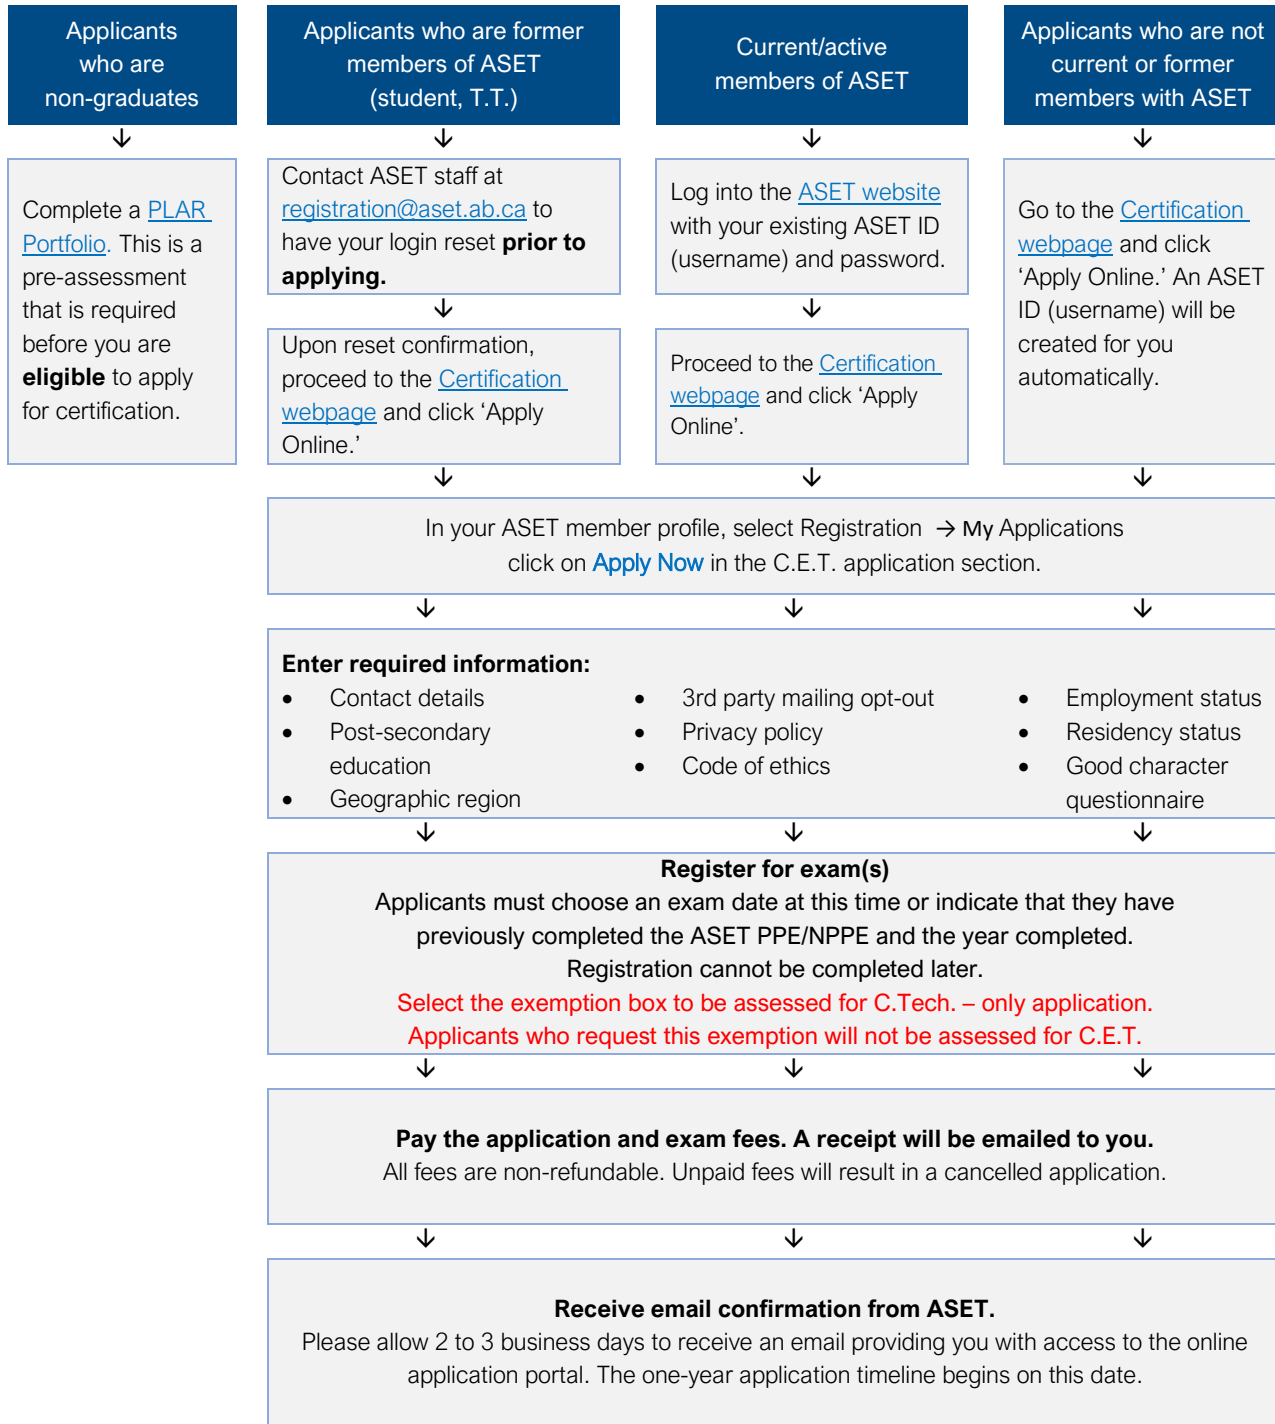 Applicants
who are
non-graduates
Applicants who are former
members of ASET
(student, T.T.)
Current/active
members of ASET
Applicants who are not
current or former
members with ASET
Complete a PLAR
Portfolio. This is a
pre-assessment
that is required
before you are
eligible to apply
for certification.
Contact ASET staff at
registration@aset.ab.ca to
have your login reset prior to
applying.
Upon reset confirmation,
proceed to the Certification
webpage and click ‘Apply
Online.’
Log into the ASET website
with your existing ASET ID
(username) and password.
Proceed to the Certification
webpage and click ‘Apply
Online’.
Go to the Certification
webpage and click
‘Apply Online.’ An ASET
ID (username) will be
created for you
automatically.
In your ASET member profile, select Registration → My Applications
click on Apply Now in the C.E.T. application section.
Enter required information:
• Contact details
• Post-secondary
education
• Geographic region
• 3rd party mailing opt-out
• Privacy policy
• Code of ethics
• Employment status
• Residency status
• Good character
questionnaire
Register for exam(s)
Applicants must choose an exam date at this time or indicate that they have
previously completed the ASET PPE/NPPE and the year completed.
Registration cannot be completed later.
Select the exemption box to be assessed for C.Tech. – only application.
Applicants who request this exemption will not be assessed for C.E.T.
Pay the application and exam fees. A receipt will be emailed to you.
All fees are non-refundable. Unpaid fees will result in a cancelled application.
Receive email confirmation from ASET.
Please allow 2 to 3 business days to receive an email providing you with access to the online
application portal. The one-year application timeline begins on this date.